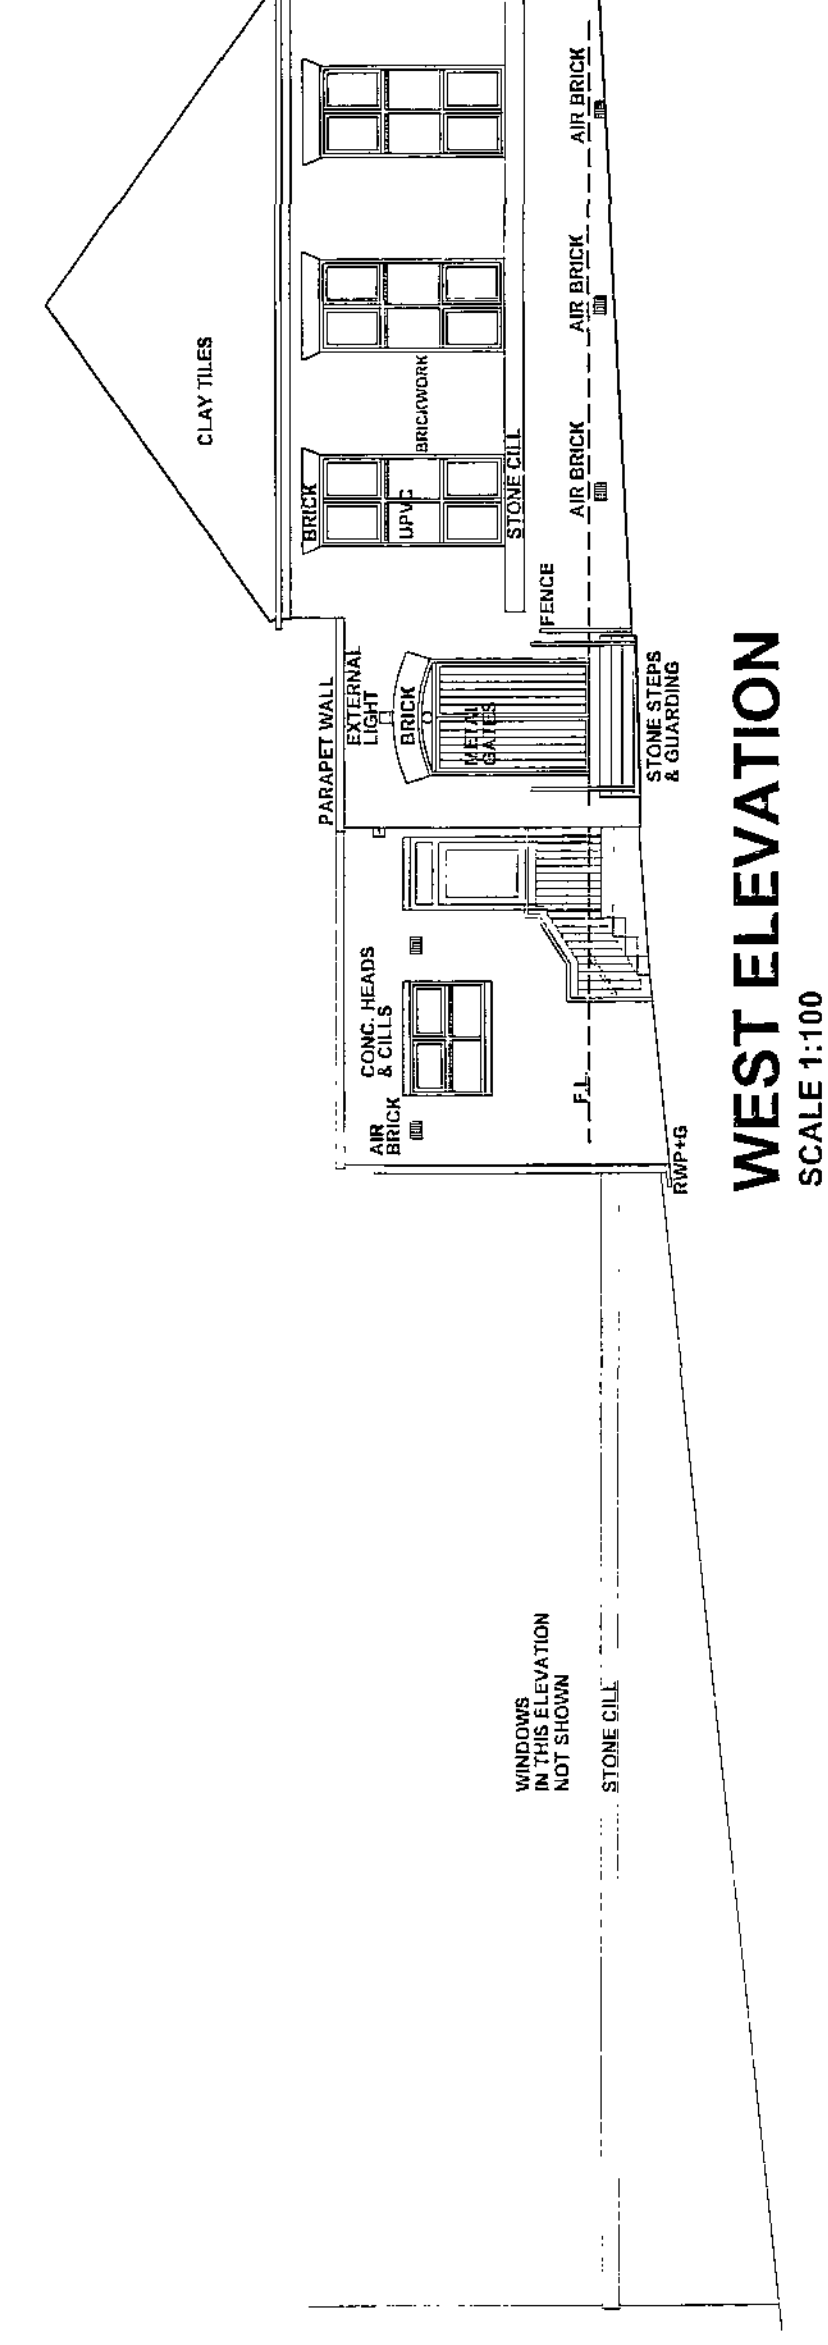 CLAY TILES
PARAPET WALL
EXTERNAL
LIGHT
BRICK
BRICK
UPVC
BRICKWORK
STONE CILL
METAL
GATES
FENCE
AIR BRICK
AIR BRICK
AIR BRICK
CONC. HEADS
& CILLS
AIR
BRICK
F.L.
STONE STEPS
& GUARDING
RWP+G
WINDOWS
IN THIS ELEVATION
NOT SHOWN
STONE CILL
WEST ELEVATION
SCALE 1:100